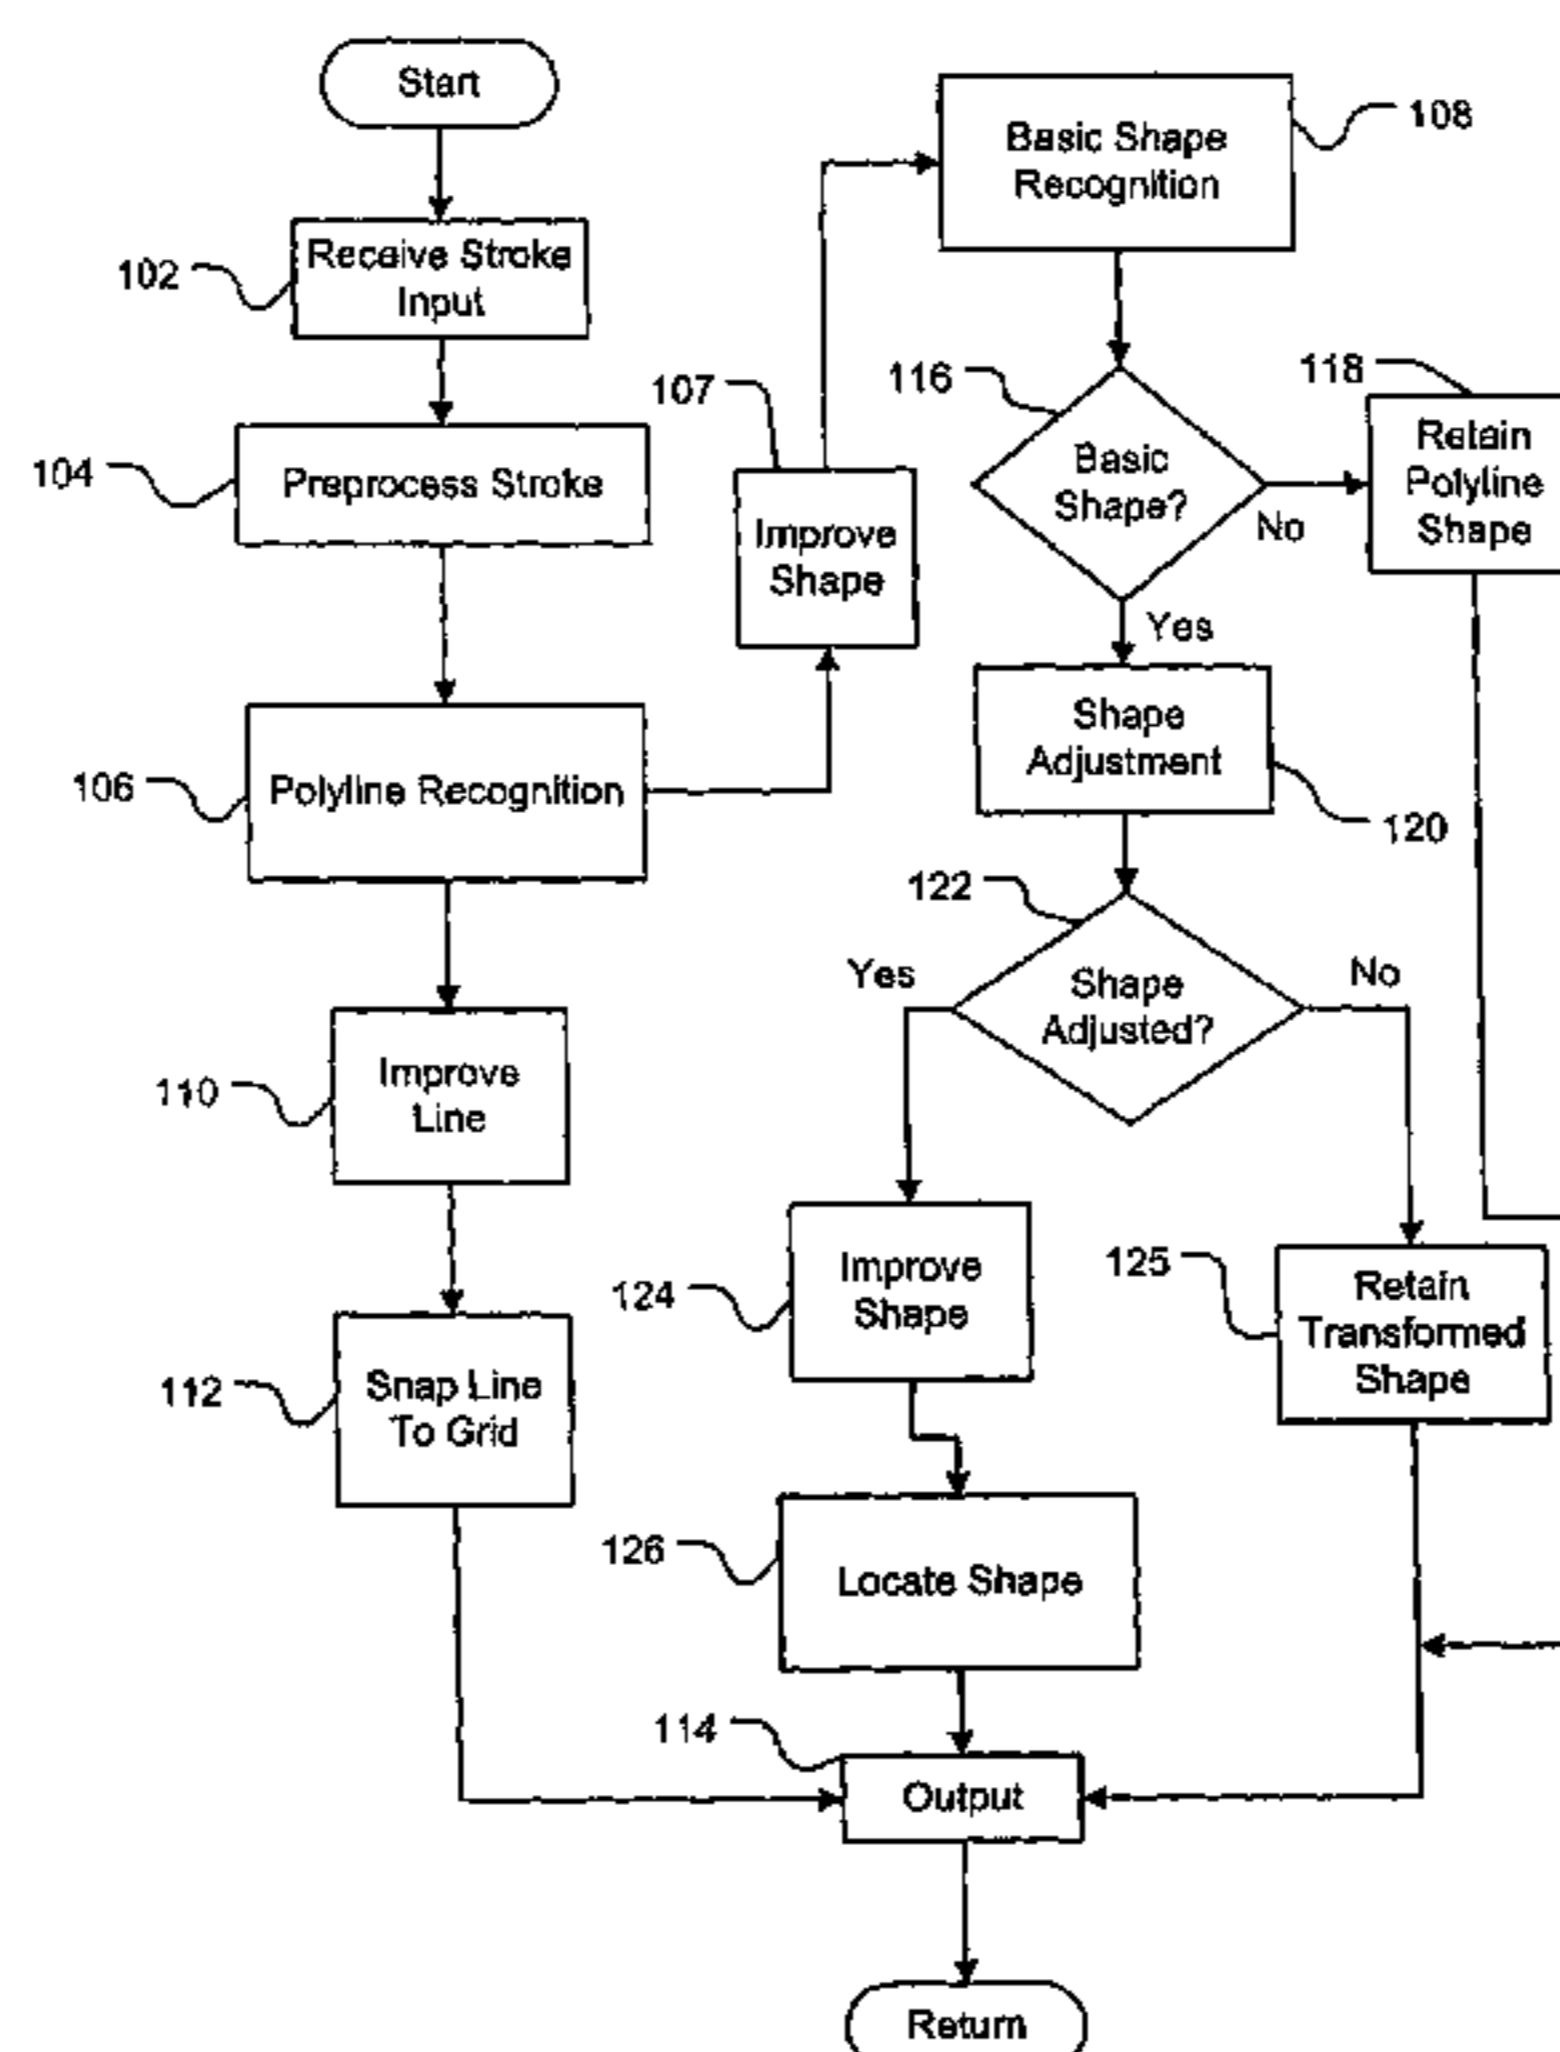 Start
102
Receive Stroke
Input
104
Preprocess Stroke
106
Polyline Recognition
107
Improve
Shape
110
Improve
Line
112
Snap Line
To Grid
108
Basic Shape
Recognition
116
Basic
Shape?
No
Yes
118
Retain
Polyline
Shape
Shape
Adjustment
120
122
Shape
Adjusted?
Yes
No
124
Improve
Shape
125
Retain
Transformed
Shape
126
Locate Shape
114
Output
Return